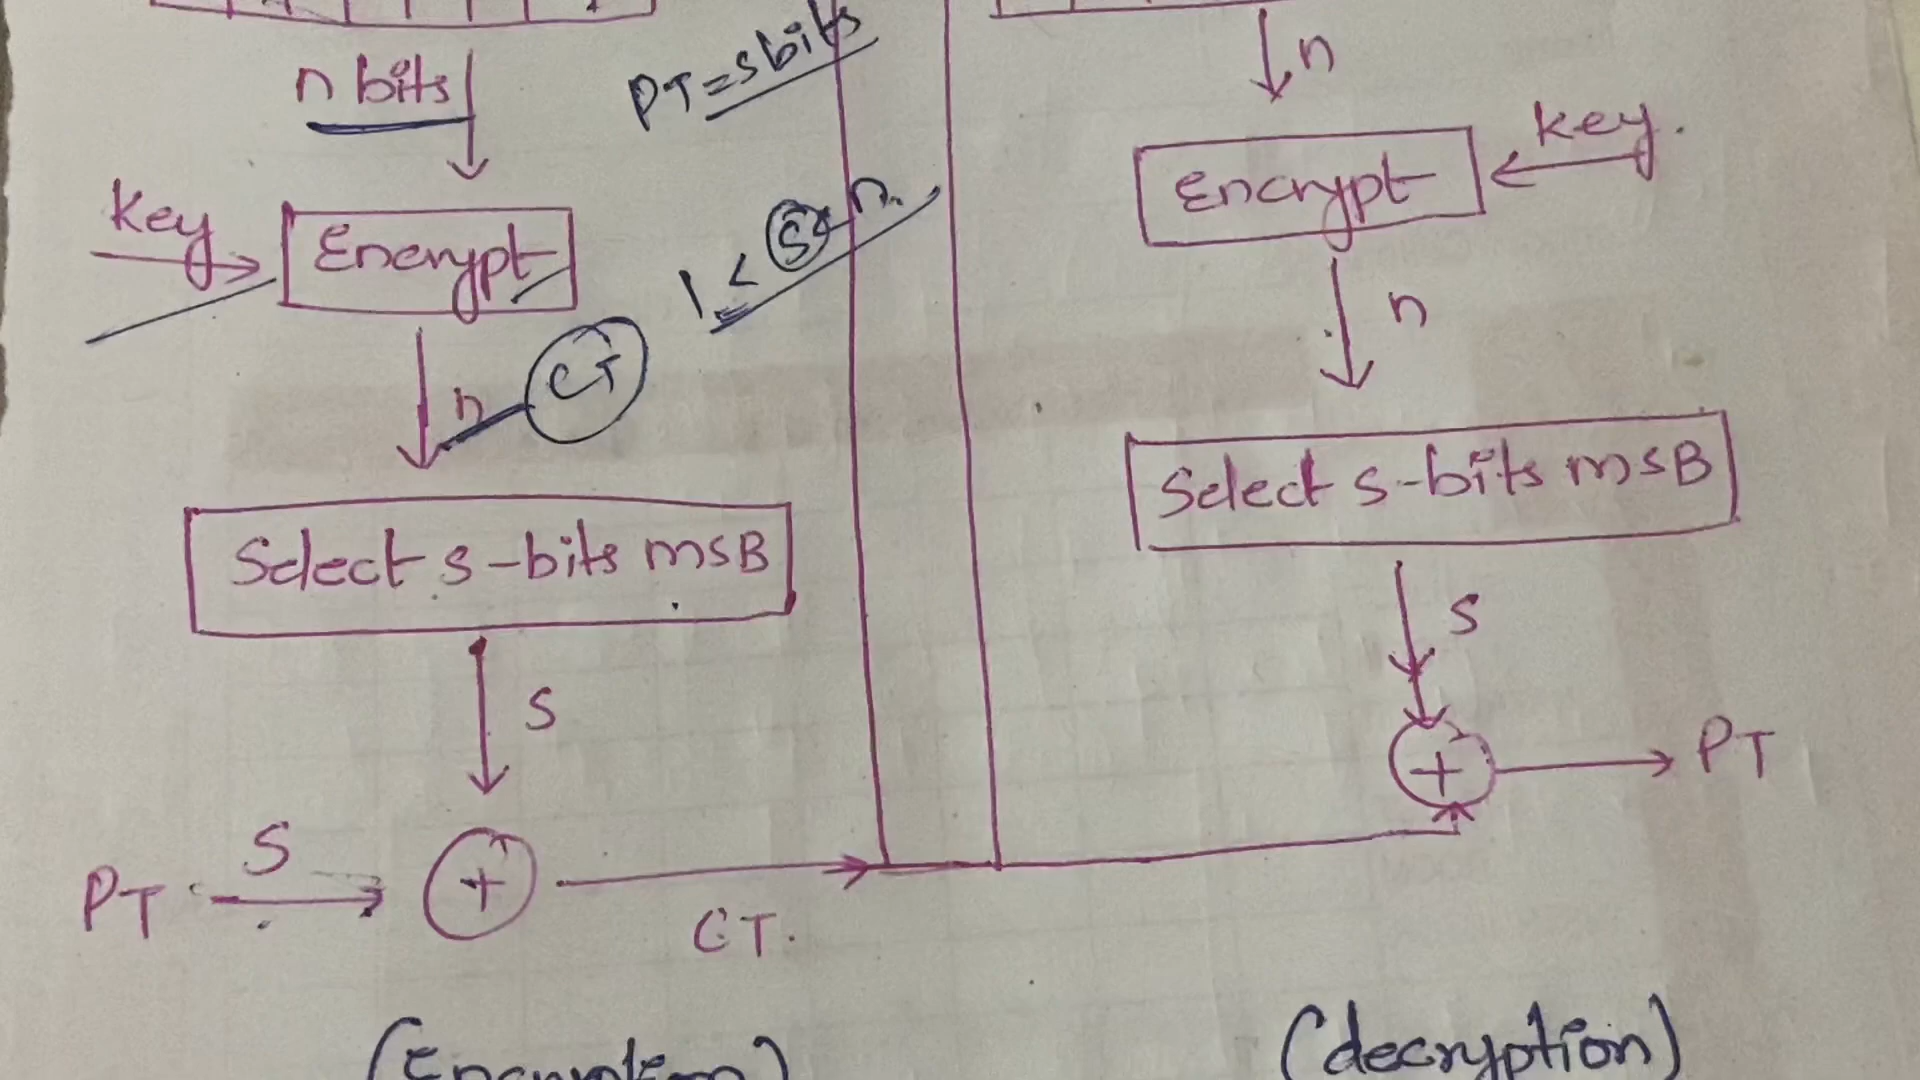 n bits
PT = s bits
key
Encrypt
1 < S < n.
n
CT
Select s-bits msB
S
PT
S
+
CT.
(Encryption)
n
key.
Encrypt
n
Select s-bits msB
S
+
PT
(decryption)